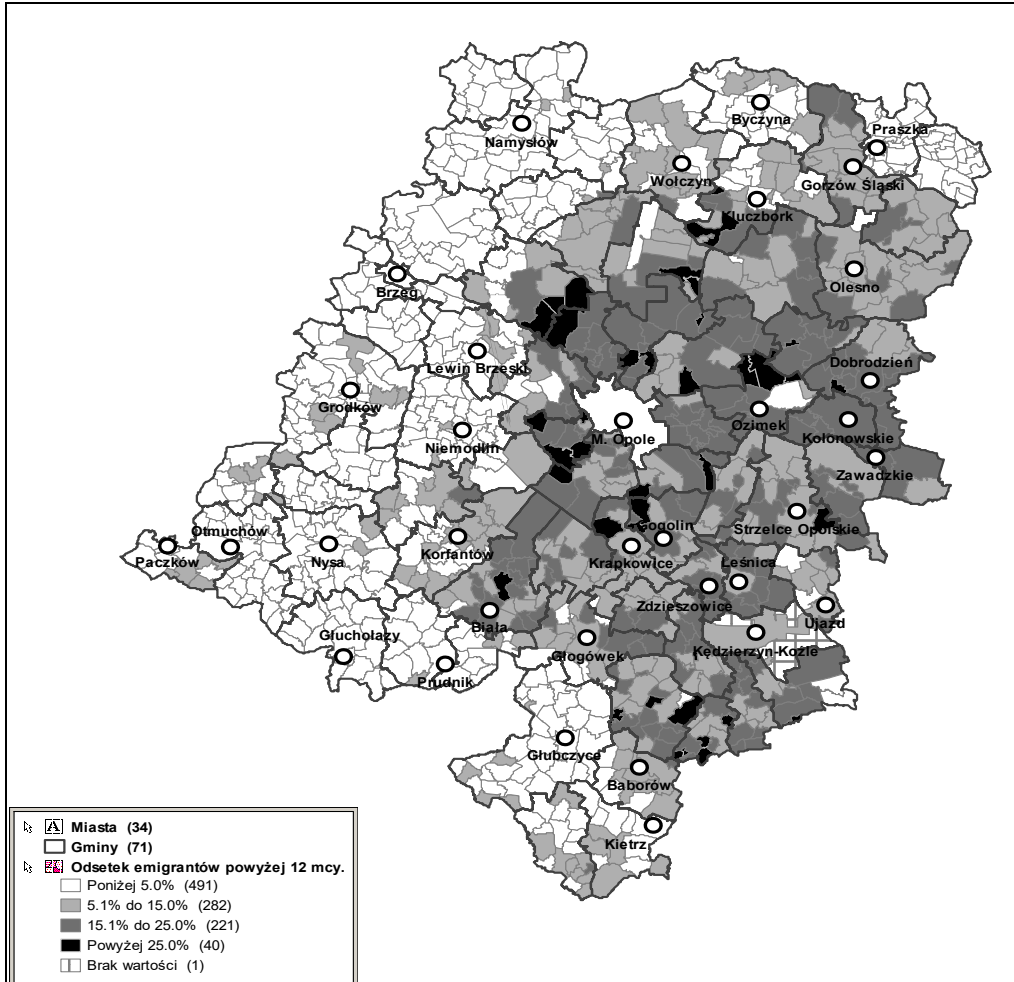 Byczyna
Praszka
Namysłów
Wołczyn
Gorzów Śląski
Kluczbork
Olesno
Brzeg
Lewin Brzeski
Dobrodzień
Grodków
Niemodlin
M. Opole
Ozimek
Kolonowskie
Zawadzkie
Otmuchów
Paczków
Nysa
Korfantów
Gogolin
Strzelce Opolskie
Krapkowice
Leśnica
Zdzieszowice
Ujazd
Biała
Głuchołazy
Głogówek
Kędzierzyn-Koźle
Prudnik
Głubczyce
Baborów
Kietrz
Miasta (34)
Gminy (71)
Odsetek emigrantów powyżej 12 mcy.
Poniżej 5.0% (491)
5.1% do 15.0% (282)
15.1% do 25.0% (221)
Powyżej 25.0% (40)
Brak wartości (1)